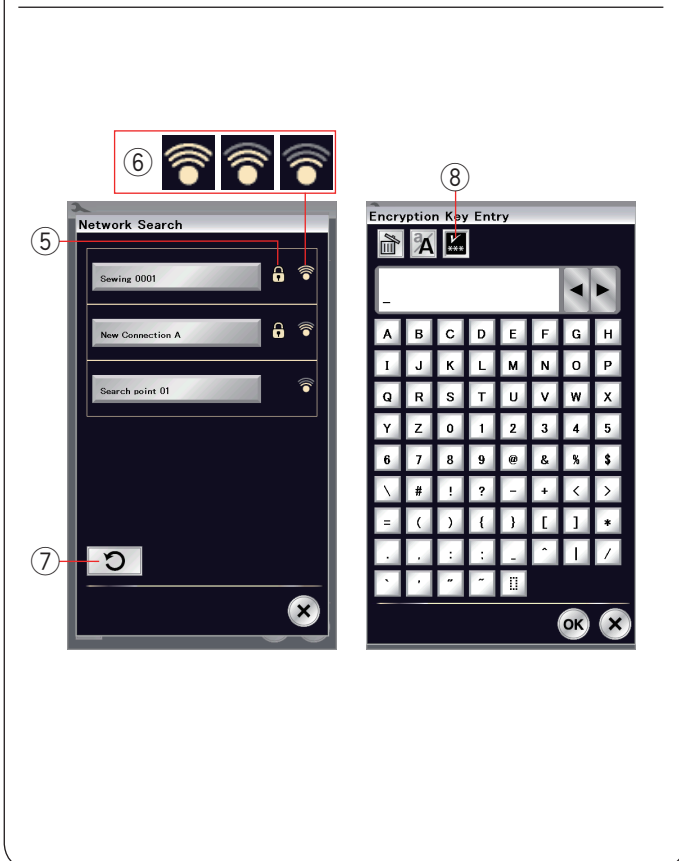 ⑥
⑧
Network Search
Encryption Key Entry
⑤
a/A
***
Sewing 0001
_
New Connection A
A B C D E F G H
I J K L M N O P
Search point 01
Q R S T U V W X
Y Z 0 1 2 3 4 5
6 7 8 9 @ & % $
\ # ! ? - + < >
= ( ) { } [ ] *
. , : ; _ ^ | /
` ' ″ ~
⑦
OK